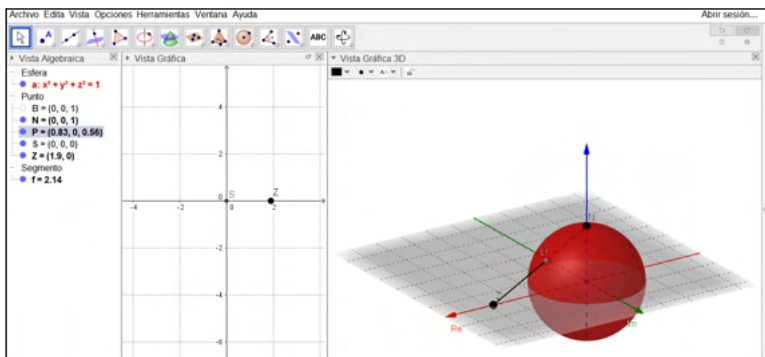 Archivo Edita Vista Opciones Herramientas Ventana Ayuda
Abrir sesión...
ABC
Vista Algebraica
Esfera
a: x² + y² + z² = 1
Punto
B = (0, 0, 1)
N = (0, 0, 1)
P = (0.83, 0, 0.56)
S = (0, 0, 0)
Z = (1.9, 0)
Segmento
f = 2.14
Vista Gráfica
4
2
S
Z
0
-4
-2
0
2
-2
-4
-6
Vista Gráfica 3D
Re
Im